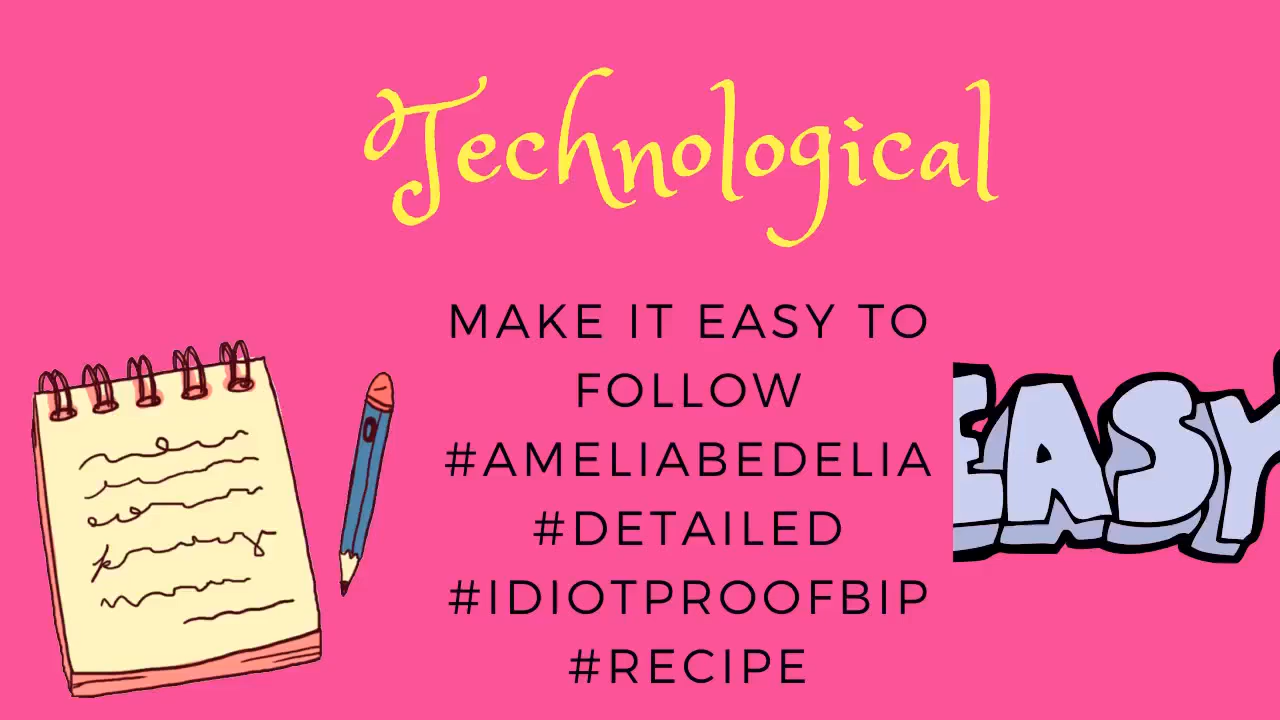 Technological
MAKE IT EASY TO
FOLLOW
#AMELIABEDELIA
#DETAILED
#IDIOTPROOFBIP
#RECIPE
EASY